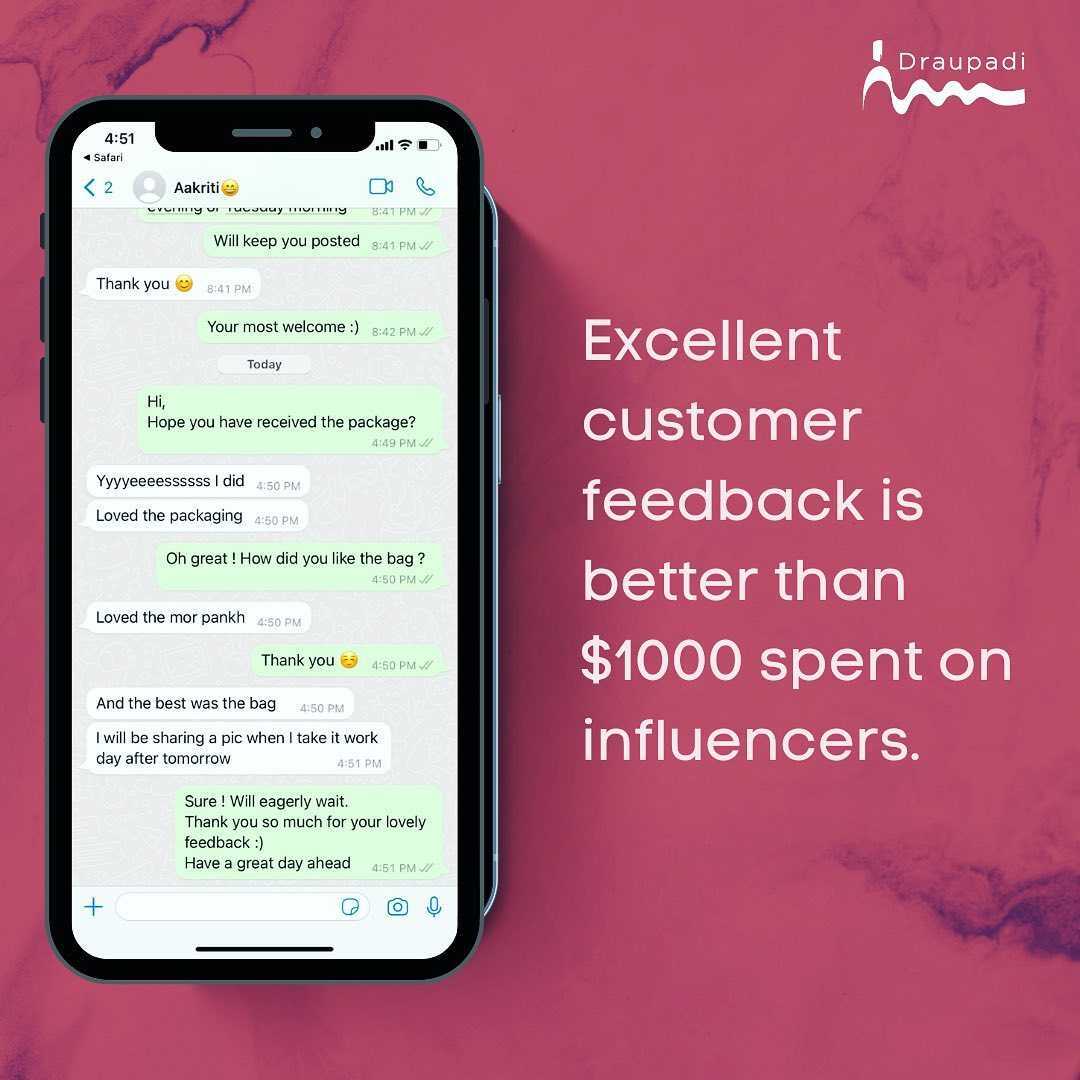 Draupadi
4:51
Safari
2
Aakriti😄
evening or Tuesday morning 8:41 PM
Will keep you posted 8:41 PM
Thank you 😊 8:41 PM
Your most welcome :) 8:42 PM
Today
Hi,
Hope you have received the package?
4:49 PM
Yyyyeeeessssss I did 4:50 PM
Loved the packaging 4:50 PM
Oh great ! How did you like the bag ?
4:50 PM
Loved the mor pankh 4:50 PM
Thank you ☺️ 4:50 PM
And the best was the bag 4:50 PM
I will be sharing a pic when I take it work
day after tomorrow 4:51 PM
Sure ! Will eagerly wait.
Thank you so much for your lovely
feedback :)
Have a great day ahead 4:51 PM
Excellent
customer
feedback is
better than
$1000 spent on
influencers.